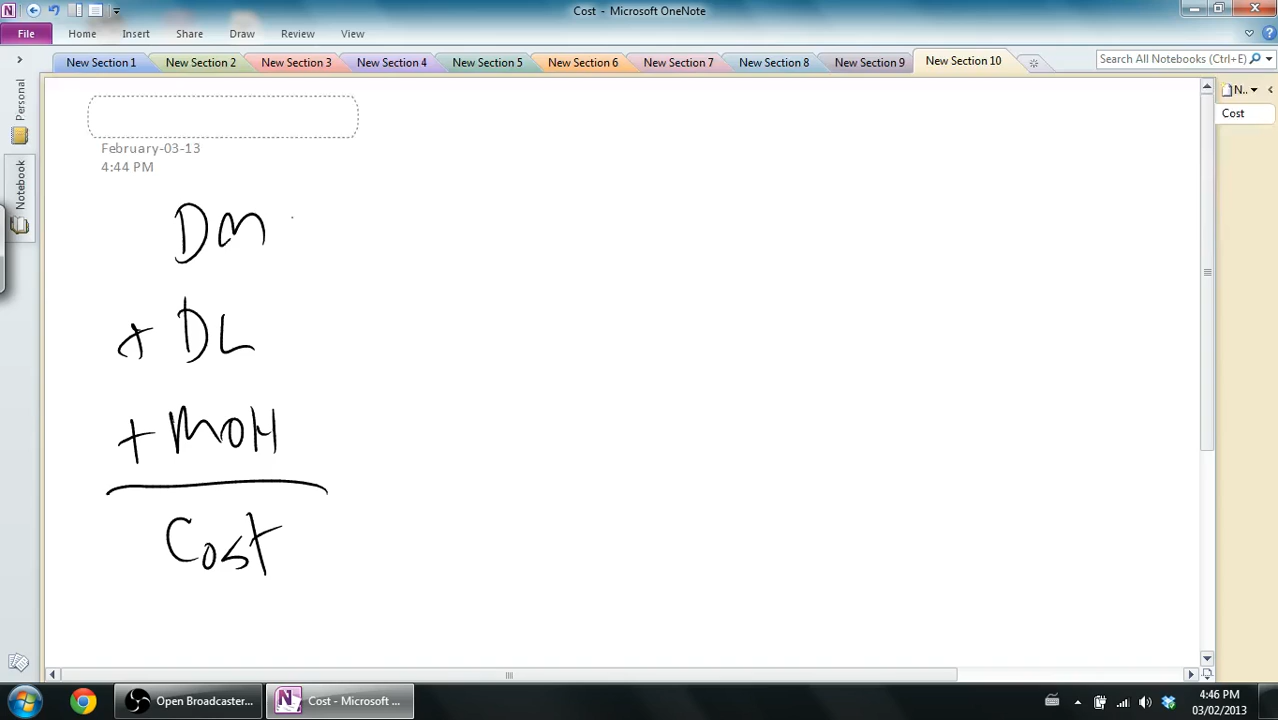 Cost - Microsoft OneNote
File Home Insert Share Draw Review View
New Section 1 New Section 2 New Section 3 New Section 4 New Section 5 New Section 6 New Section 7 New Section 8 New Section 9 New Section 10 Search All Notebooks (Ctrl+E)
Personal
Notebook
N..
Cost
February-03-13
4:44 PM
DM
+ DL
+ MOH
Cost
Open Broadcaster... Cost - Microsoft ...
4:46 PM
03/02/2013